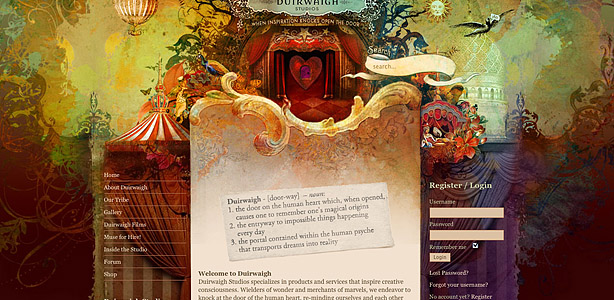 DUIRWAIGH
STUDIOS
WHEN INSPIRATION KNOCKS OPEN THE DOOR
Search
search...
Home
About Duirwaigh
Our Tribe
Gallery
Duirwaigh Films
Muse for Hire!
Inside the Studio
Forum
Shop
Duirwaigh - [door-way] – noun:
1. the door on the human heart which, when opened,
causes one to remember one's magical origins
2. the entryway to impossible things happening
every day
3. the portal contained within the human psyche
that transports dreams into reality
Welcome to Duirwaigh
Duirwaigh Studios specializes in products and services that inspire creative
consciousness. Wielders of wonder and merchants of marvels, we endeavor to
knock at the door of the human heart, re-minding ourselves and each other
Register / Login
Username
Password
Remember me
Login
Lost Password?
Forgot your username?
No account yet? Register